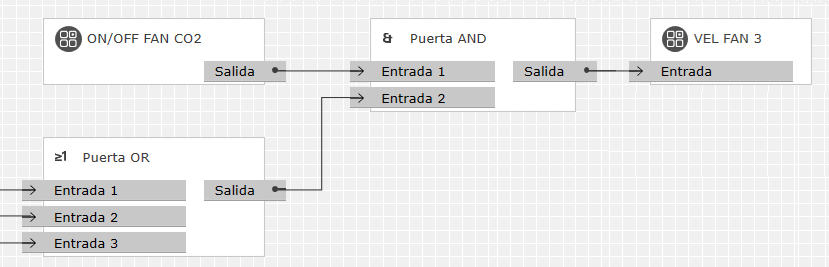 ON/OFF FAN CO2
Salida
& Puerta AND
Entrada 1
Salida
Entrada 2
VEL FAN 3
Entrada
≥1 Puerta OR
Entrada 1
Salida
Entrada 2
Entrada 3